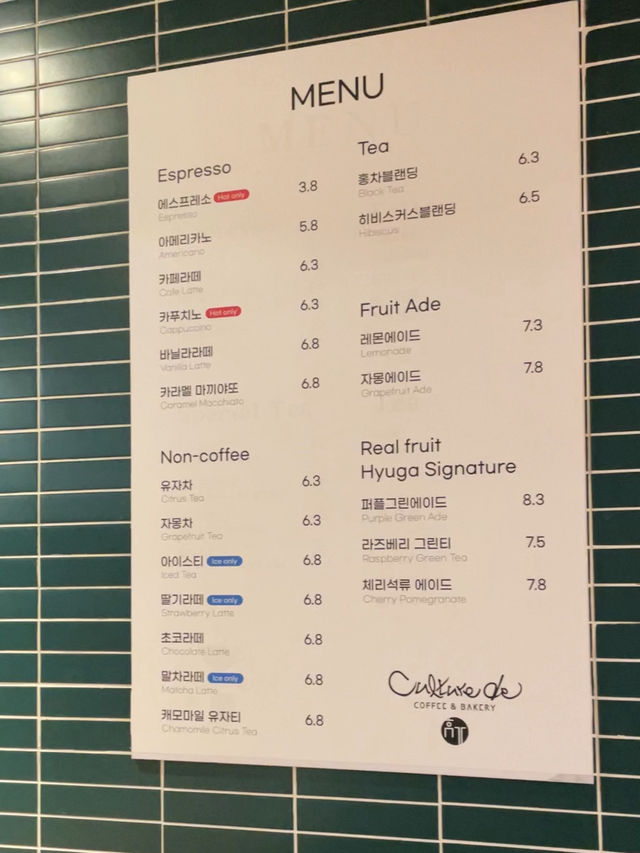 MENU
Espresso
에스프레소 Hot only 3.8
Espresso
아메리카노 5.8
Americano
카페라떼 6.3
Cafe Latte
카푸치노 Hot only 6.3
Cappuccino
바닐라라떼 6.8
Vanilla Latte
카라멜 마끼야또 6.8
Caramel Macchiato
Non-coffee
유자차 6.3
Citrus Tea
자몽차 6.3
Grapefruit Tea
아이스티 Ice only 6.8
Iced Tea
딸기라떼 Ice only 6.8
Strawberry Latte
초코라떼 6.8
Chocolate Latte
말차라떼 Ice only 6.8
Matcha Latte
캐모마일 유자티 6.8
Chamomile Citrus Tea
Tea
홍차블랜딩 6.3
Black Tea
히비스커스블랜딩 6.5
Hibiscus
Fruit Ade
레몬에이드 7.3
Lemonade
자몽에이드 7.8
Grapefruit Ade
Real fruit
Hyuga Signature
퍼플그린에이드 8.3
Purple Green Ade
라즈베리 그린티 7.5
Raspberry Green Tea
체리석류 에이드 7.8
Cherry Pomegranate
Culture de
COFFEE & BAKERY